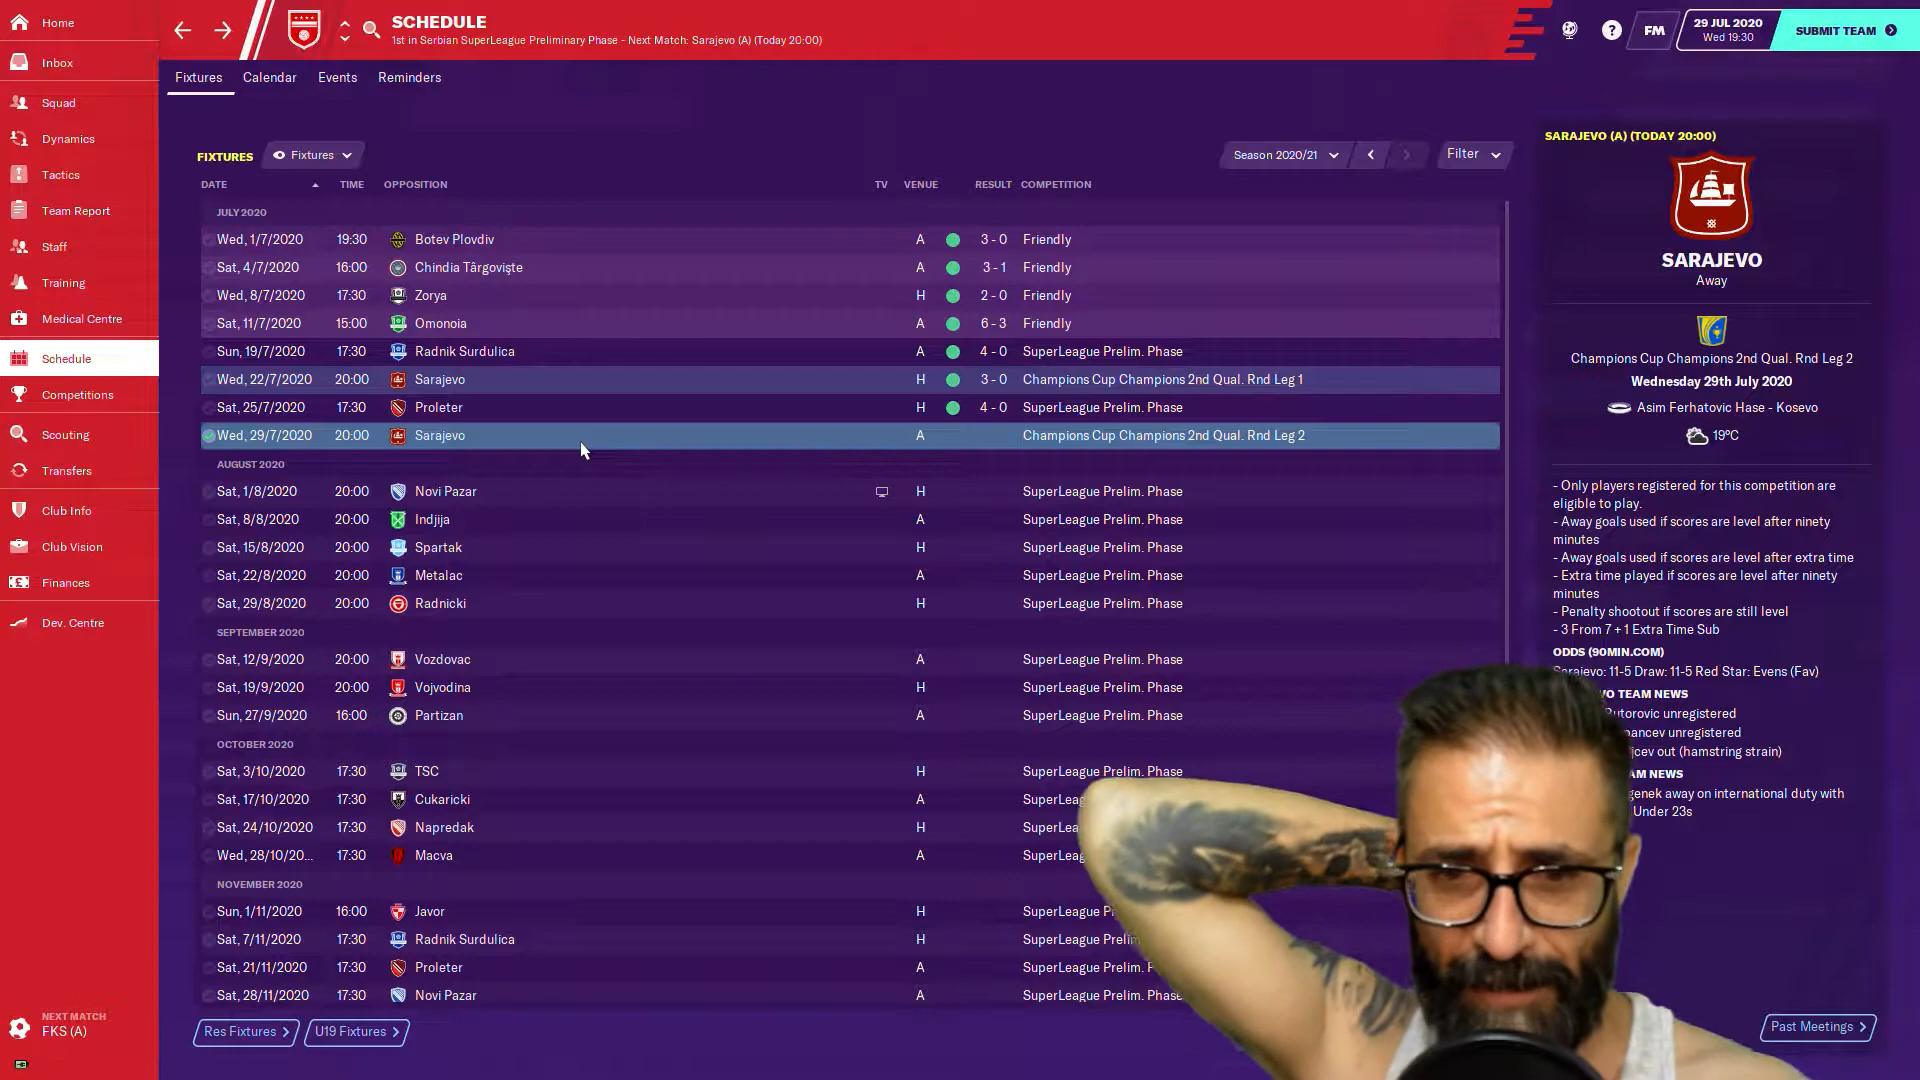 Home
Inbox
Squad
Dynamics
Tactics
Team Report
Staff
Training
Medical Centre
Schedule
Competitions
Scouting
Transfers
Club Info
Club Vision
Finances
Dev. Centre
NEXT MATCH
FKS (A)
SCHEDULE
1st in Serbian SuperLeague Preliminary Phase - Next Match: Sarajevo (A) (Today 20:00)
?
FM
29 JUL 2020
Wed 19:30
SUBMIT TEAM
Fixtures Calendar Events Reminders
FIXTURES Fixtures Season 2020/21 Filter
DATE TIME OPPOSITION TV VENUE RESULT COMPETITION
JULY 2020
Wed, 1/7/2020 19:30 Botev Plovdiv A 3 - 0 Friendly
Sat, 4/7/2020 16:00 Chindia Târgovişte A 3 - 1 Friendly
Wed, 8/7/2020 17:30 Zorya H 2 - 0 Friendly
Sat, 11/7/2020 15:00 Omonoia A 6 - 3 Friendly
Sun, 19/7/2020 17:30 Radnik Surdulica A 4 - 0 SuperLeague Prelim. Phase
Wed, 22/7/2020 20:00 Sarajevo H 3 - 0 Champions Cup Champions 2nd Qual. Rnd Leg 1
Sat, 25/7/2020 17:30 Proleter H 4 - 0 SuperLeague Prelim. Phase
Wed, 29/7/2020 20:00 Sarajevo A Champions Cup Champions 2nd Qual. Rnd Leg 2
AUGUST 2020
Sat, 1/8/2020 20:00 Novi Pazar H SuperLeague Prelim. Phase
Sat, 8/8/2020 20:00 Indjija A SuperLeague Prelim. Phase
Sat, 15/8/2020 20:00 Spartak H SuperLeague Prelim. Phase
Sat, 22/8/2020 20:00 Metalac A SuperLeague Prelim. Phase
Sat, 29/8/2020 20:00 Radnicki H SuperLeague Prelim. Phase
SEPTEMBER 2020
Sat, 12/9/2020 20:00 Vozdovac A SuperLeague Prelim. Phase
Sat, 19/9/2020 20:00 Vojvodina H SuperLeague Prelim. Phase
Sun, 27/9/2020 16:00 Partizan A SuperLeague Prelim. Phase
OCTOBER 2020
Sat, 3/10/2020 17:30 TSC H SuperLeague Prelim. Phase
Sat, 17/10/2020 17:30 Cukaricki A SuperLeag
Sat, 24/10/2020 17:30 Napredak H SuperLea
Wed, 28/10/20... 17:30 Macva A SuperLeag
NOVEMBER 2020
Sun, 1/11/2020 16:00 Javor H SuperLeague P
Sat, 7/11/2020 17:30 Radnik Surdulica H SuperLeague Prelim
Sat, 21/11/2020 17:30 Proleter A SuperLeague Prelim. P
Sat, 28/11/2020 17:30 Novi Pazar A SuperLeague Prelim. Phase
Res Fixtures U19 Fixtures
SARAJEVO (A) (TODAY 20:00)
SARAJEVO
Away
Champions Cup Champions 2nd Qual. Rnd Leg 2
Wednesday 29th July 2020
Asim Ferhatovic Hase - Kosevo
19°C
- Only players registered for this competition are
eligible to play.
- Away goals used if scores are level after ninety
minutes
- Away goals used if scores are level after extra time
- Extra time played if scores are level after ninety
minutes
- Penalty shootout if scores are still level
- 3 From 7 + 1 Extra Time Sub
ODDS (90MIN.COM)
Sarajevo: 11-5 Draw: 11-5 Red Star: Evens (Fav)
VO TEAM NEWS
utorovic unregistered
pancev unregistered
jcev out (hamstring strain)
AM NEWS
genek away on international duty with
Under 23s
Past Meetings